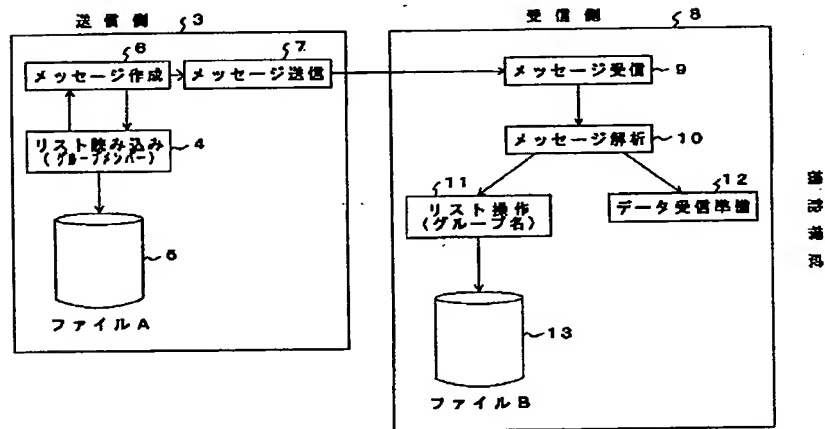 送信側 3
受信側 8
6
7
メッセージ作成
メッセージ送信
メッセージ受信 9
リスト読み込み 4
(グループメンバー)
メッセージ解析 10
11
12
リスト操作
(グループ名)
データ受信準備
5
ファイルA
13
ファイルB
機能構成